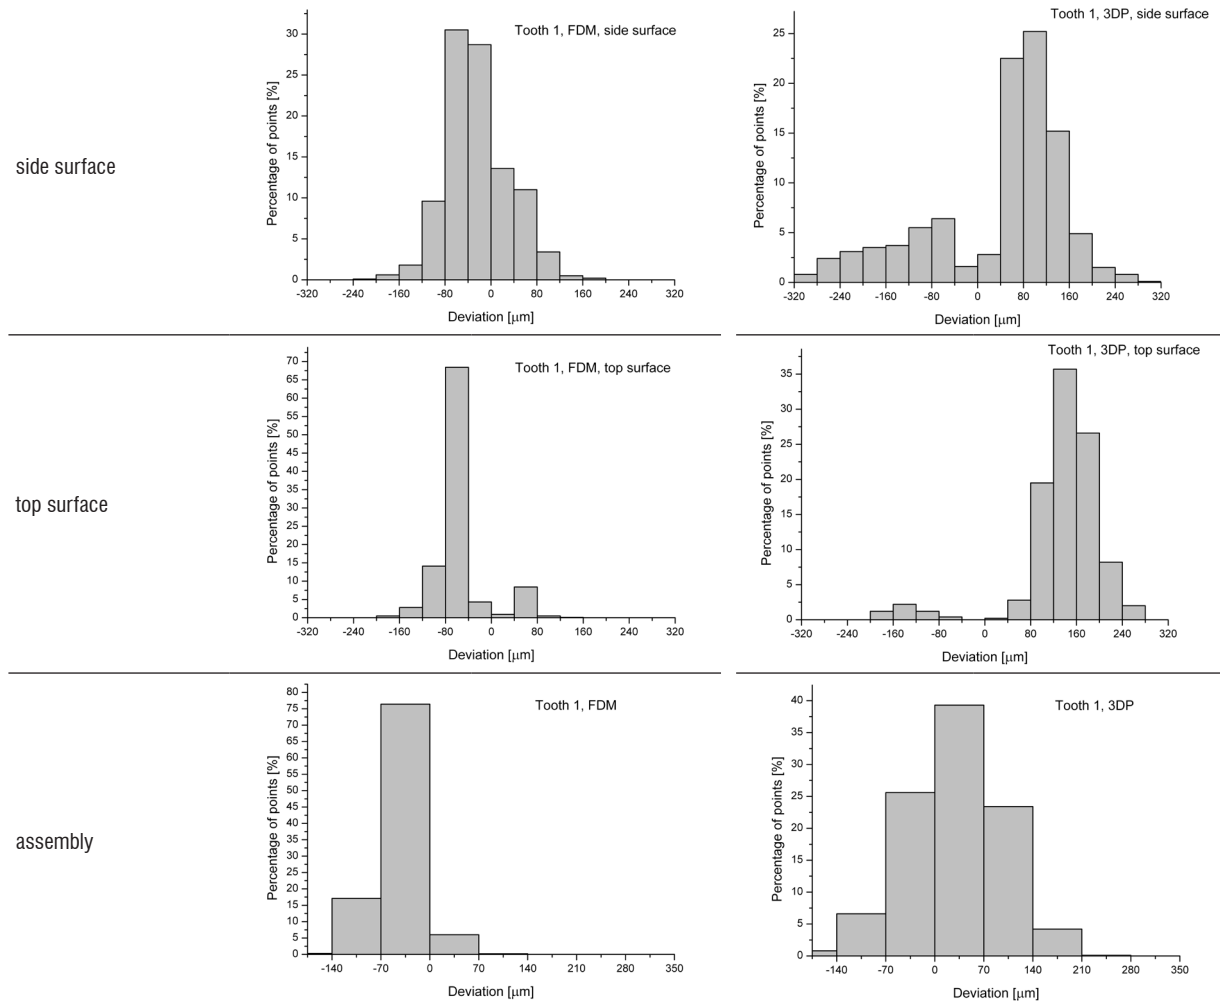 side surface
Tooth 1, FDM, side surface
Percentage of points [%]
30
25
20
15
10
5
0
-320 -240 -160 -80 0 80 160 240 320
Deviation [μm]
Tooth 1, 3DP, side surface
Percentage of points [%]
25
20
15
10
5
0
-320 -240 -160 -80 0 80 160 240 320
Deviation [μm]
top surface
Tooth 1, FDM, top surface
Percentage of points [%]
70
65
60
55
50
45
40
35
30
25
20
15
10
5
0
-320 -240 -160 -80 0 80 160 240 320
Deviation [μm]
Tooth 1, 3DP, top surface
Percentage of points [%]
35
30
25
20
15
10
5
0
-320 -240 -160 -80 0 80 160 240 320
Deviation [μm]
assembly
Tooth 1, FDM
Percentage of points [%]
80
75
70
65
60
55
50
45
40
35
30
25
20
15
10
5
0
-140 -70 0 70 140 210 280 350
Deviation [μm]
Tooth 1, 3DP
Percentage of points [%]
40
35
30
25
20
15
10
5
0
-140 -70 0 70 140 210 280 350
Deviation [μm]